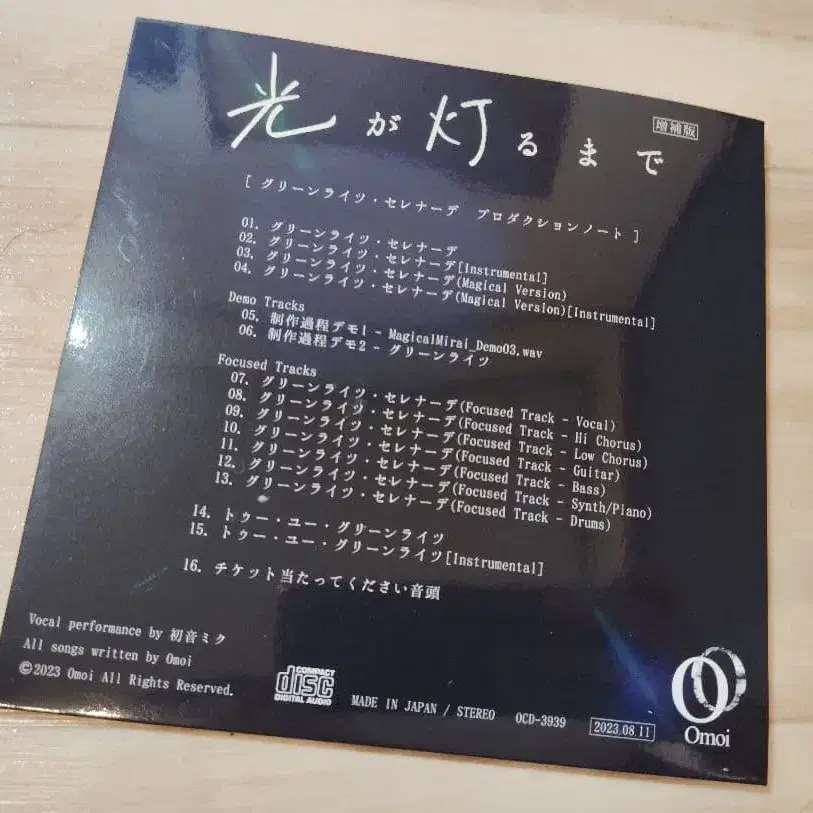 光が灯るまで
増補版
[ グリーンライツ・セレナーデ プロダクションノート ]
01. グリーンライツ・セレナーデ
02. グリーンライツ・セレナーデ[Instrumental]
03. グリーンライツ・セレナーデ(Magical Version)
04. グリーンライツ・セレナーデ(Magical Version)[Instrumental]
Demo Tracks
05. 制作過程デモ1 - MagicalMirai_Demo03.wav
06. 制作過程デモ2 - グリーンライツ
Focused Tracks
07. グリーンライツ・セレナーデ(Focused Track - Vocal)
08. グリーンライツ・セレナーデ(Focused Track - Hi Chorus)
09. グリーンライツ・セレナーデ(Focused Track - Low Chorus)
10. グリーンライツ・セレナーデ(Focused Track - Guitar)
11. グリーンライツ・セレナーデ(Focused Track - Bass)
12. グリーンライツ・セレナーデ(Focused Track - Synth/Piano)
13. グリーンライツ・セレナーデ(Focused Track - Drums)
14. トゥー・ユー・グリーンライツ
15. トゥー・ユー・グリーンライツ[Instrumental]
16. チケット当たってください音頭
Vocal performance by 初音ミク
All songs written by Omoi
©2023 Omoi All Rights Reserved.
COMPACT
disc
DIGITAL AUDIO
MADE IN JAPAN / STEREO OCD-3939 2023.08.11
Omoi